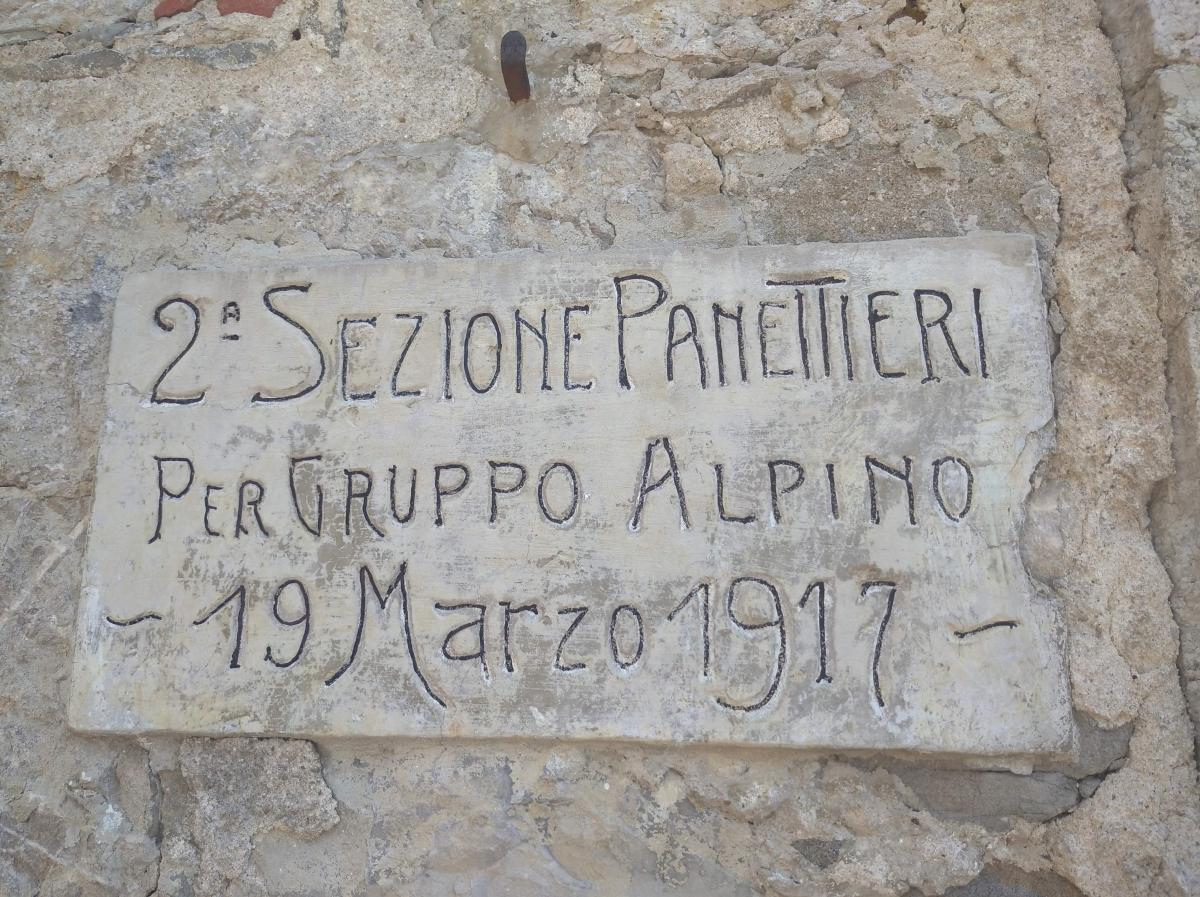 2ᴬ SEZIONE PANETTIERI
PER GRUPPO ALPINO
- 19 Marzo 1917 -